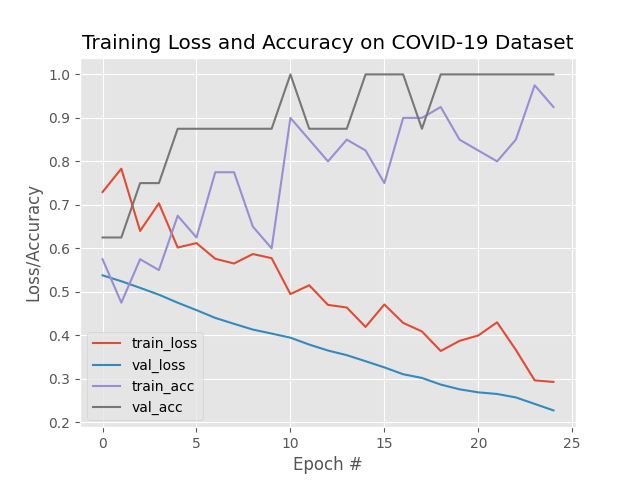 Training Loss and Accuracy on COVID-19 Dataset
1.0
0.9
0.8
0.7
0.6
0.5
0.4
0.3
0.2
Loss/Accuracy
train_loss
val_loss
train_acc
val_acc
0 5 10 15 20 25
Epoch #